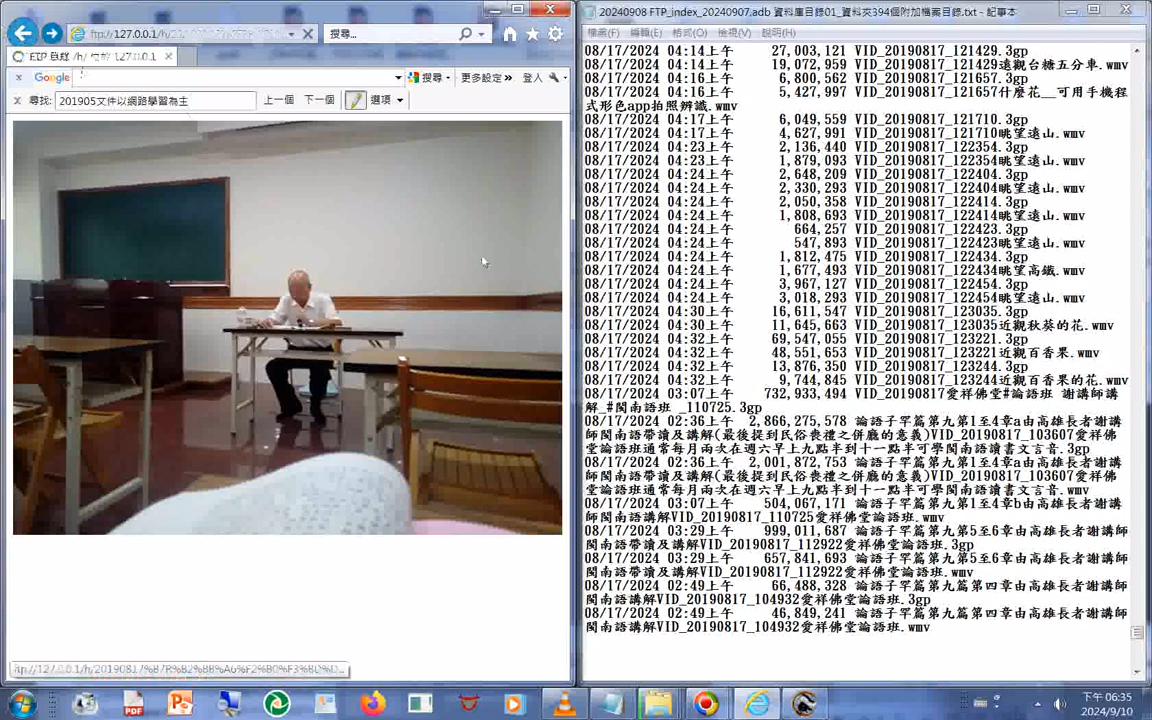 20240908 FTP_index_20240907.adb 資料庫目錄01_資料夾394個附加檔案目錄.txt - 記事本
ftp://127.0.0.1/h/
搜尋...
127.0.0.1
檔案(F) 編輯(E) 格式(O) 檢視(V) 說明(H)
Google
搜尋
更多設定 »
登入
尋找:
201905文件以網路學習為主
上一個 下一個
選項
08/17/2024 04:14上午 27,003,121 VID_20190817_121429.3gp
08/17/2024 04:14上午 19,072,959 VID_20190817_121429遠觀台糖五分車.wmv
08/17/2024 04:16上午 6,800,562 VID_20190817_121657.3gp
08/17/2024 04:16上午 5,427,997 VID_20190817_121657什麼花__可用手機程
式形色app拍照辨識.wmv
08/17/2024 04:17上午 6,049,559 VID_20190817_121710.3gp
08/17/2024 04:17上午 4,627,991 VID_20190817_121710眺望遠山.wmv
08/17/2024 04:23上午 2,136,440 VID_20190817_122354.3gp
08/17/2024 04:23上午 1,879,093 VID_20190817_122354眺望遠山.wmv
08/17/2024 04:24上午 2,648,209 VID_20190817_122404.3gp
08/17/2024 04:24上午 2,330,293 VID_20190817_122404眺望遠山.wmv
08/17/2024 04:24上午 2,050,358 VID_20190817_122414.3gp
08/17/2024 04:24上午 1,808,693 VID_20190817_122414眺望遠山.wmv
08/17/2024 04:24上午 664,257 VID_20190817_122423.3gp
08/17/2024 04:24上午 547,893 VID_20190817_122423眺望遠山.wmv
08/17/2024 04:24上午 1,812,475 VID_20190817_122434.3gp
08/17/2024 04:24上午 1,677,493 VID_20190817_122434眺望高鐵.wmv
08/17/2024 04:24上午 3,967,127 VID_20190817_122454.3gp
08/17/2024 04:24上午 3,018,293 VID_20190817_122454眺望遠山.wmv
08/17/2024 04:30上午 16,611,547 VID_20190817_123035.3gp
08/17/2024 04:30上午 11,645,663 VID_20190817_123035近觀秋葵的花.wmv
08/17/2024 04:32上午 69,547,055 VID_20190817_123221.3gp
08/17/2024 04:32上午 48,551,653 VID_20190817_123221近觀百香果.wmv
08/17/2024 04:32上午 13,876,350 VID_20190817_123244.3gp
08/17/2024 04:32上午 9,744,845 VID_20190817_123244近觀百香果的花.wmv
08/17/2024 03:07上午 732,933,494 VID_20190817愛祥佛堂#論語班 謝講師講
解_#閩南語班 _110725.3gp
08/17/2024 02:36上午 2,866,275,578 論語子罕篇第九第1至4章a由高雄長者謝講
師閩南語帶讀及講解(最後提到民俗喪禮之併廳的意義)VID_20190817_103607愛祥佛
堂論語班通常每月兩次在週六早上九點半到十一點半可學閩南語讀書文言音.3gp
08/17/2024 02:36上午 2,001,872,753 論語子罕篇第九第1至4章a由高雄長者謝講
師閩南語帶讀及講解(最後提到民俗喪禮之併廳的意義)VID_20190817_103607愛祥佛
堂論語班通常每月兩次在週六早上九點半到十一點半可學閩南語讀書文言音.wmv
08/17/2024 03:07上午 504,067,171 論語子罕篇第九第1至4章b由高雄長者謝講
師閩南語講解VID_20190817_110725愛祥佛堂論語班.wmv
08/17/2024 03:29上午 999,011,687 論語子罕篇第九第5至6章由高雄長者謝講師
閩南語帶讀及講解VID_20190817_112922愛祥佛堂論語班.3gp
08/17/2024 03:29上午 657,841,693 論語子罕篇第九第5至6章由高雄長者謝講師
閩南語帶讀及講解VID_20190817_112922愛祥佛堂論語班.wmv
08/17/2024 02:49上午 66,488,328 論語子罕篇第九篇第四章由高雄長者謝講師
閩南語講解VID_20190817_104932愛祥佛堂論語班.3gp
08/17/2024 02:49上午 46,849,241 論語子罕篇第九篇第四章由高雄長者謝講師
閩南語講解VID_20190817_104932愛祥佛堂論語班.wmv
下午 06:35
2024/9/10